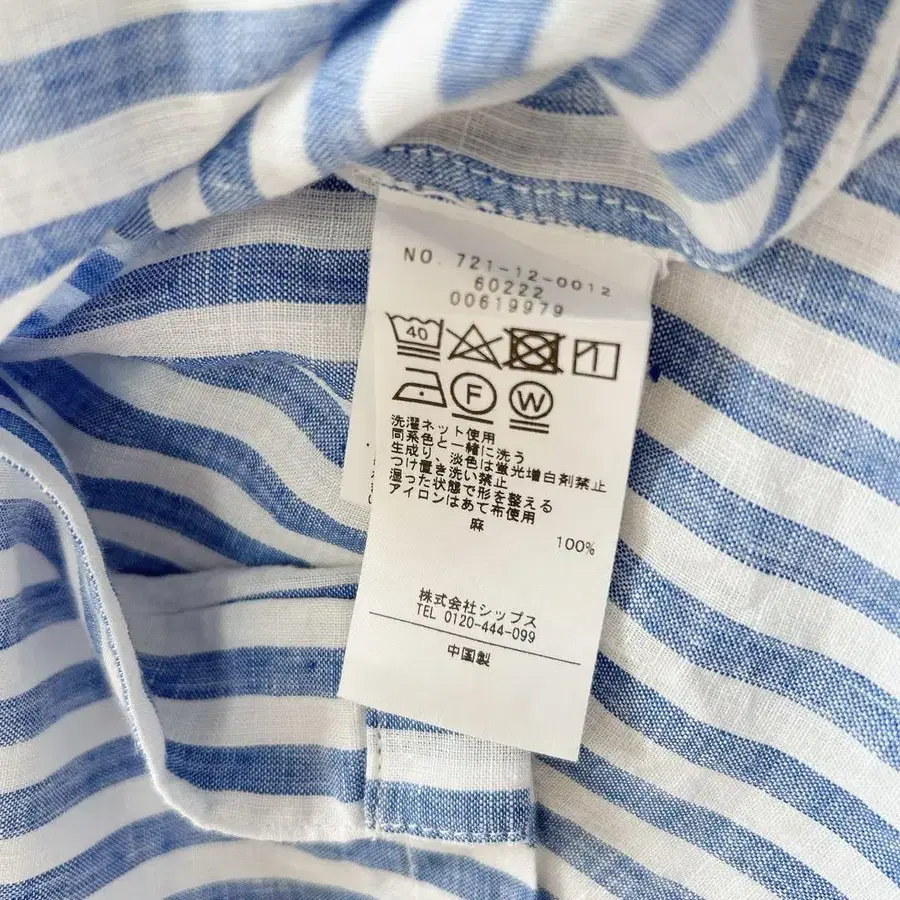 NO. 721-12-0012
60222
00619979
40
F W
洗濯ネット使用
同系色と一緒に洗う
生成り、淡色は蛍光増白剤禁止
つけ置き洗い禁止
湿った状態で形を整える
アイロンはあて布使用
麻
100%
株式会社シップス
TEL 0120-444-099
中国製